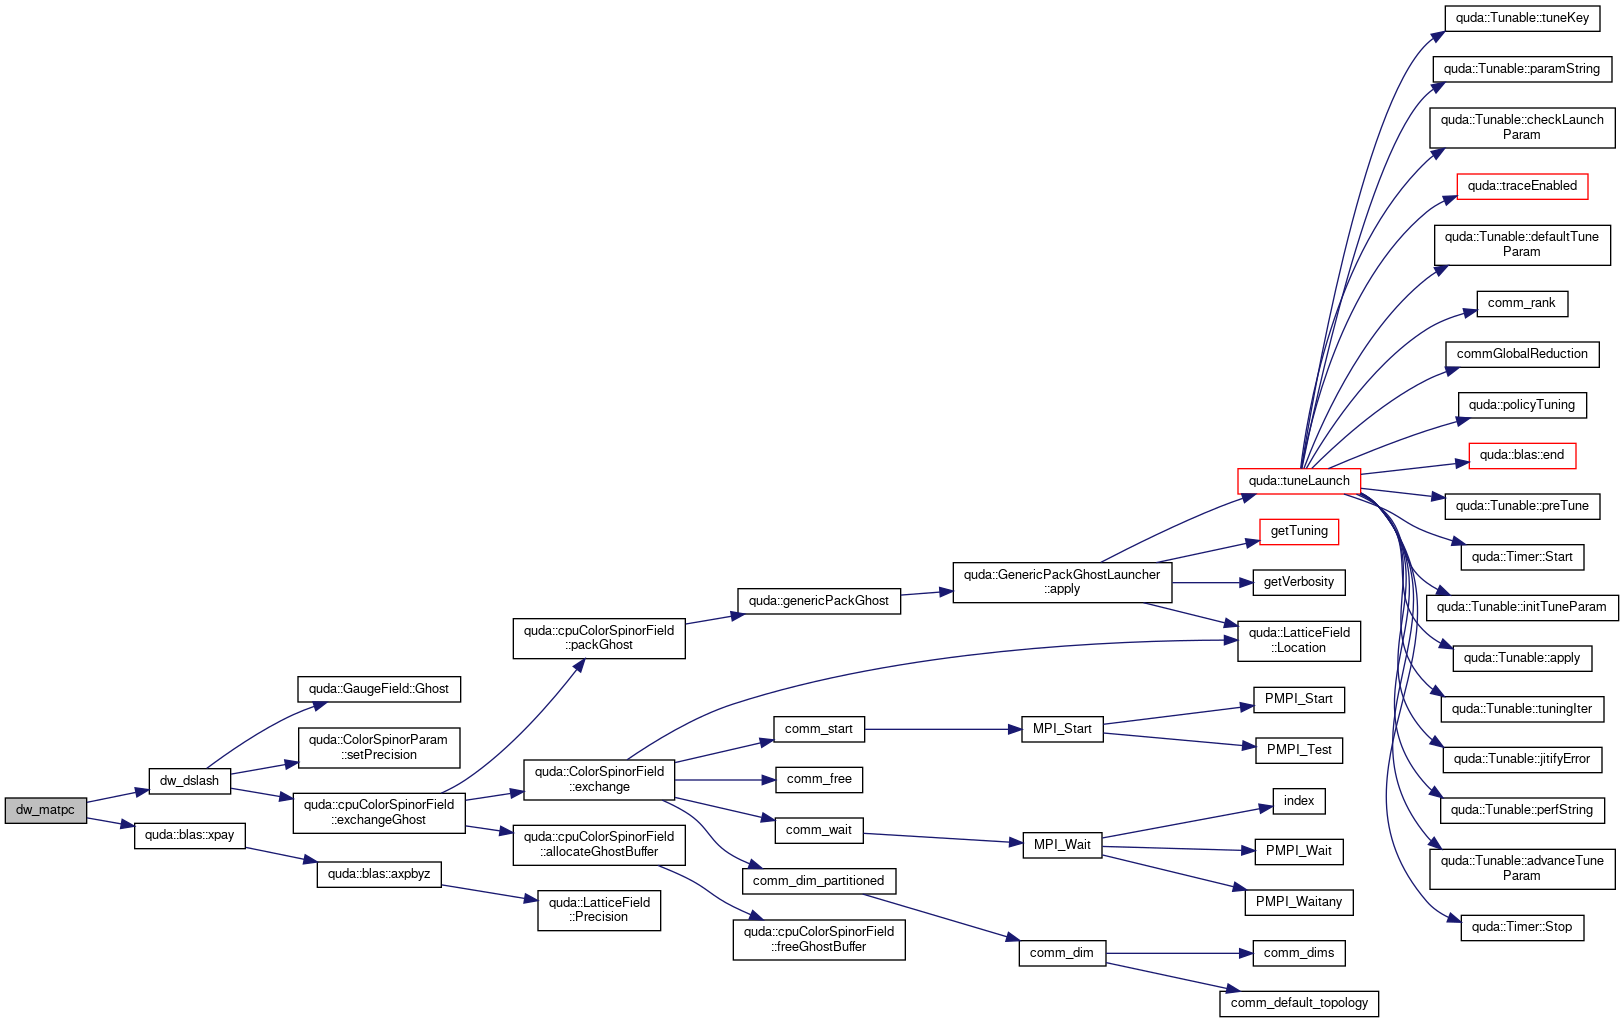 dw_matpc
dw_dslash
quda::blas::xpay
quda::GaugeField::Ghost
quda::ColorSpinorParam
::setPrecision
quda::cpuColorSpinorField
::exchangeGhost
quda::blas::axpbyz
quda::cpuColorSpinorField
::packGhost
quda::ColorSpinorField
::exchange
quda::cpuColorSpinorField
::allocateGhostBuffer
quda::LatticeField
::Precision
quda::genericPackGhost
comm_start
comm_free
comm_wait
comm_dim_partitioned
quda::cpuColorSpinorField
::freeGhostBuffer
quda::GenericPackGhostLauncher
::apply
MPI_Start
MPI_Wait
comm_dim
quda::tuneLaunch
getTuning
getVerbosity
quda::LatticeField
::Location
PMPI_Start
PMPI_Test
index
PMPI_Wait
PMPI_Waitany
comm_dims
comm_default_topology
quda::Tunable::tuneKey
quda::Tunable::paramString
quda::Tunable::checkLaunch
Param
quda::traceEnabled
quda::Tunable::defaultTune
Param
comm_rank
commGlobalReduction
quda::policyTuning
quda::blas::end
quda::Tunable::preTune
quda::Timer::Start
quda::Tunable::initTuneParam
quda::Tunable::apply
quda::Tunable::tuningIter
quda::Tunable::jitifyError
quda::Tunable::perfString
quda::Tunable::advanceTune
Param
quda::Timer::Stop